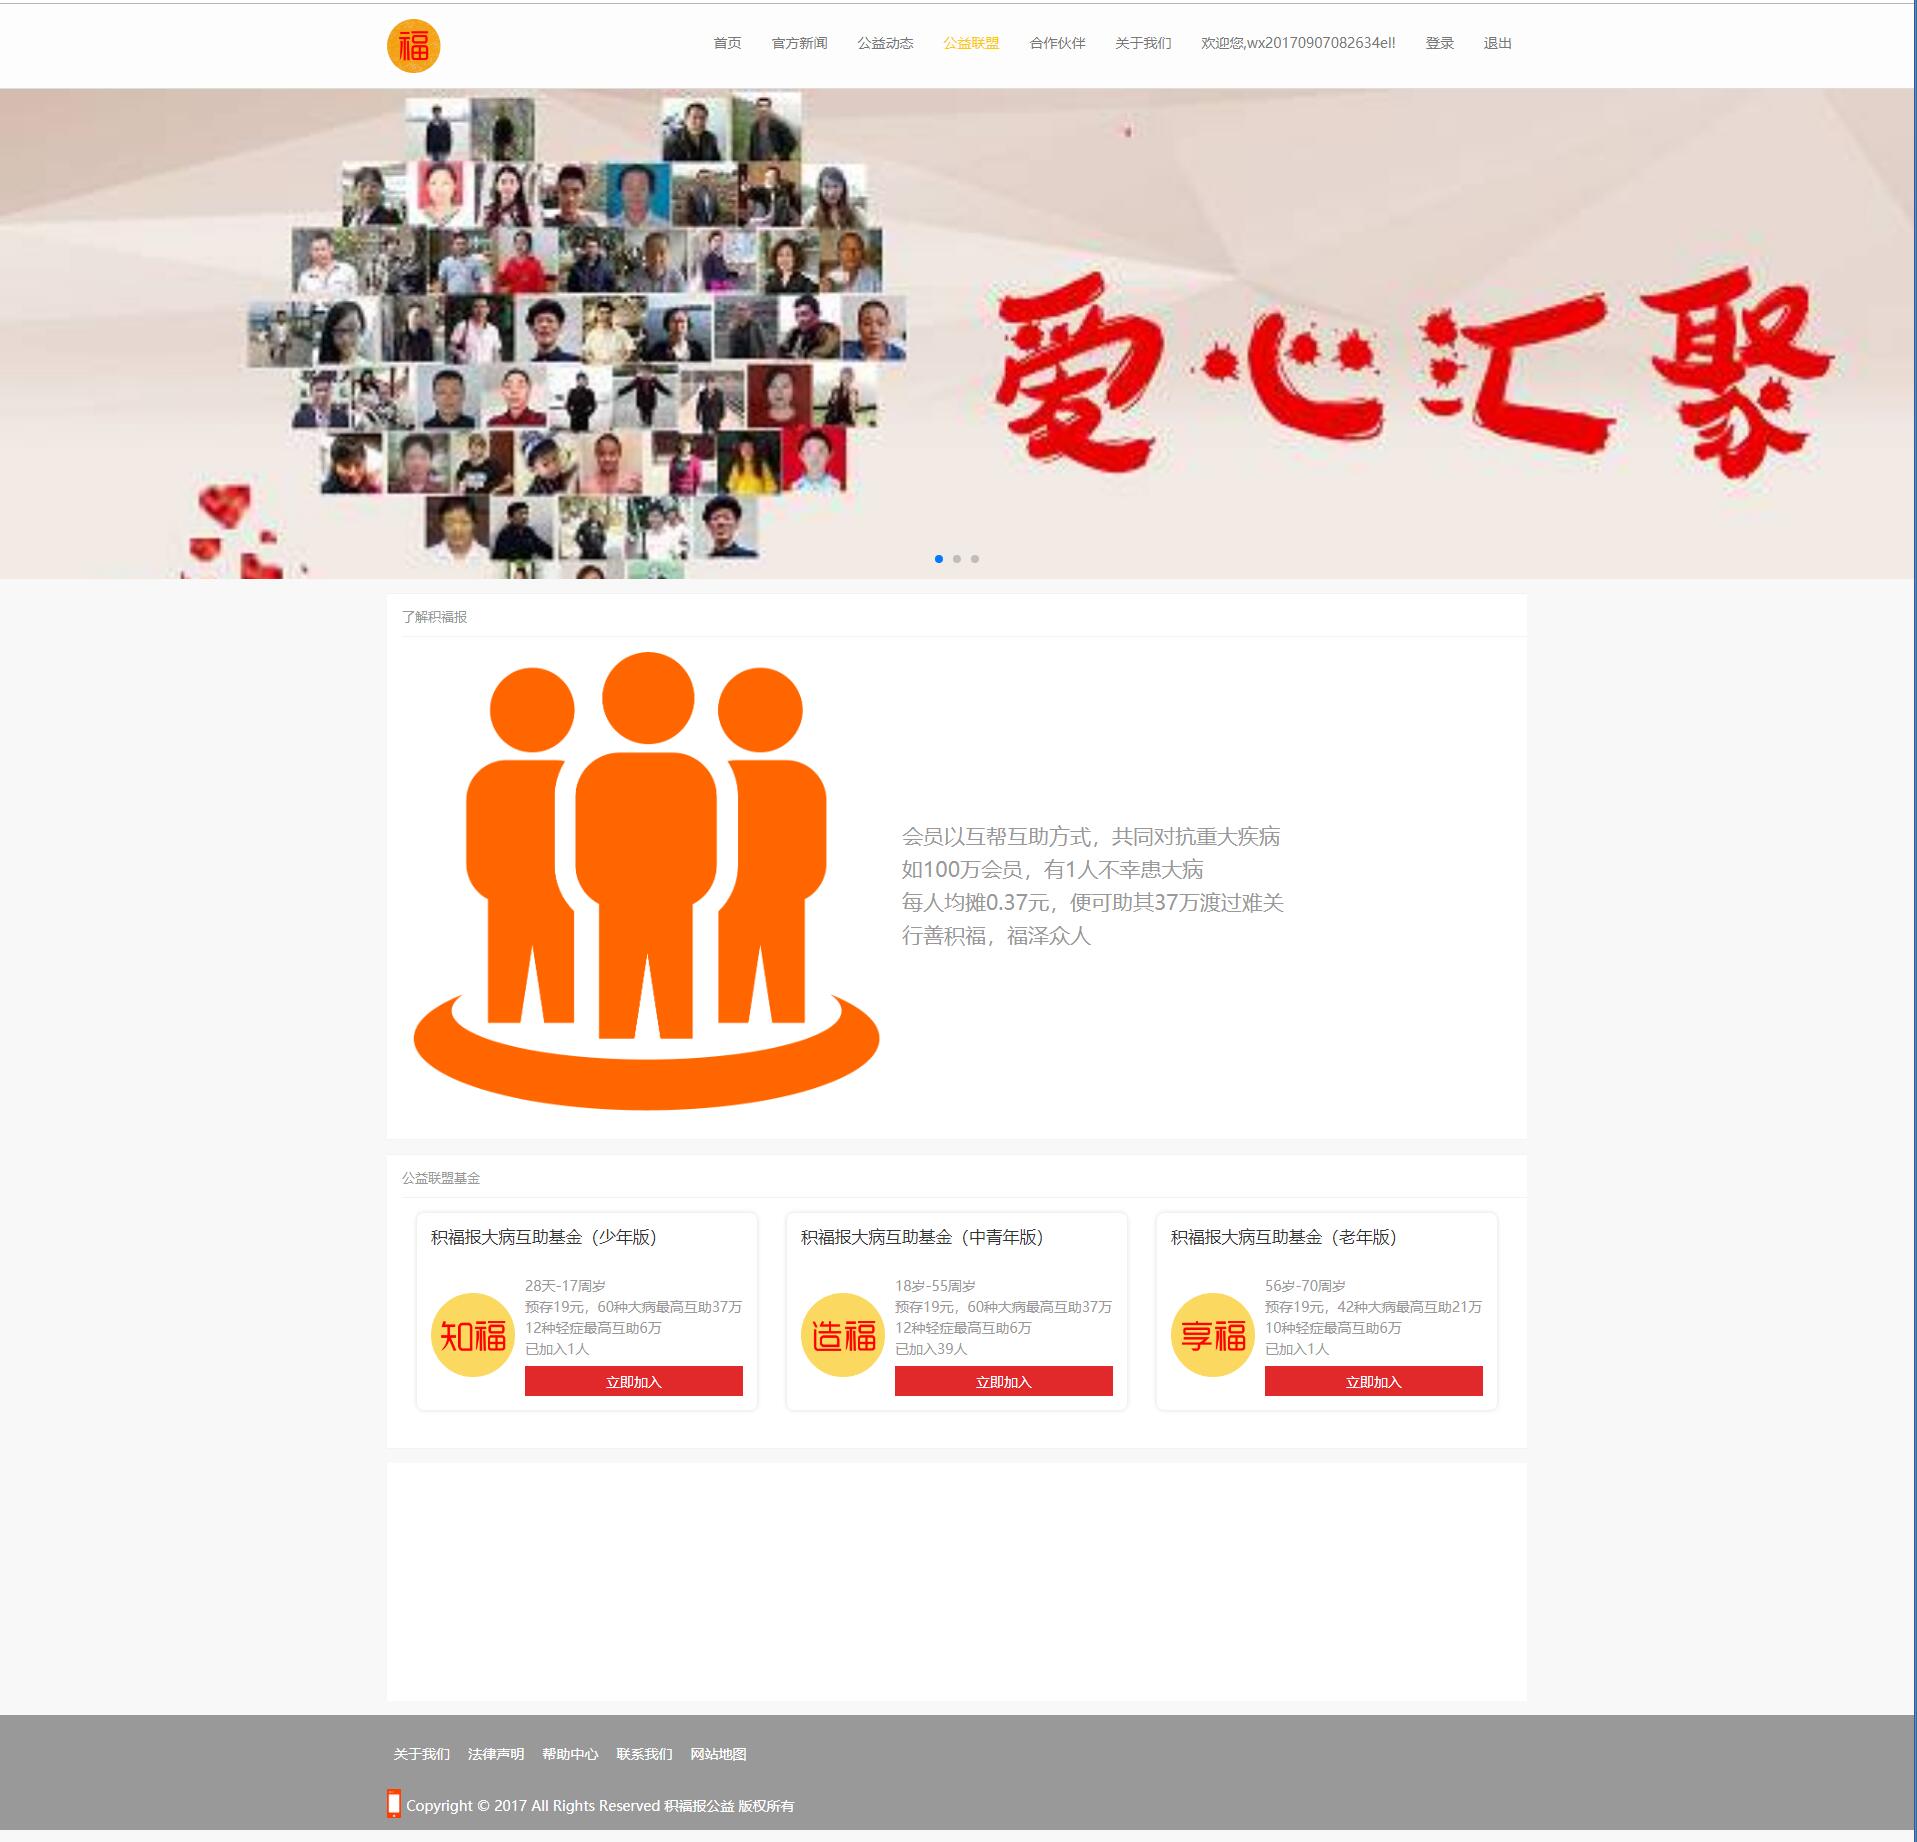 福
首页 官方新闻 公益动态 公益联盟 合作伙伴 关于我们 欢迎您,wx20170907082634el! 登录 退出
爱心汇聚
了解积福报
会员以互帮互助方式，共同对抗重大疾病
如100万会员，有1人不幸患大病
每人均摊0.37元，便可助其37万渡过难关
行善积福，福泽众人
公益联盟基金
积福报大病互助基金（少年版）
知福
28天-17周岁
预存19元，60种大病最高互助37万
12种轻症最高互助6万
已加入1人
立即加入
积福报大病互助基金（中青年版）
造福
18岁-55周岁
预存19元，60种大病最高互助37万
12种轻症最高互助6万
已加入39人
立即加入
积福报大病互助基金（老年版）
享福
56岁-70周岁
预存19元，42种大病最高互助21万
10种轻症最高互助6万
已加入1人
立即加入
关于我们 法律声明 帮助中心 联系我们 网站地图
Copyright © 2017 All Rights Reserved 积福报公益 版权所有